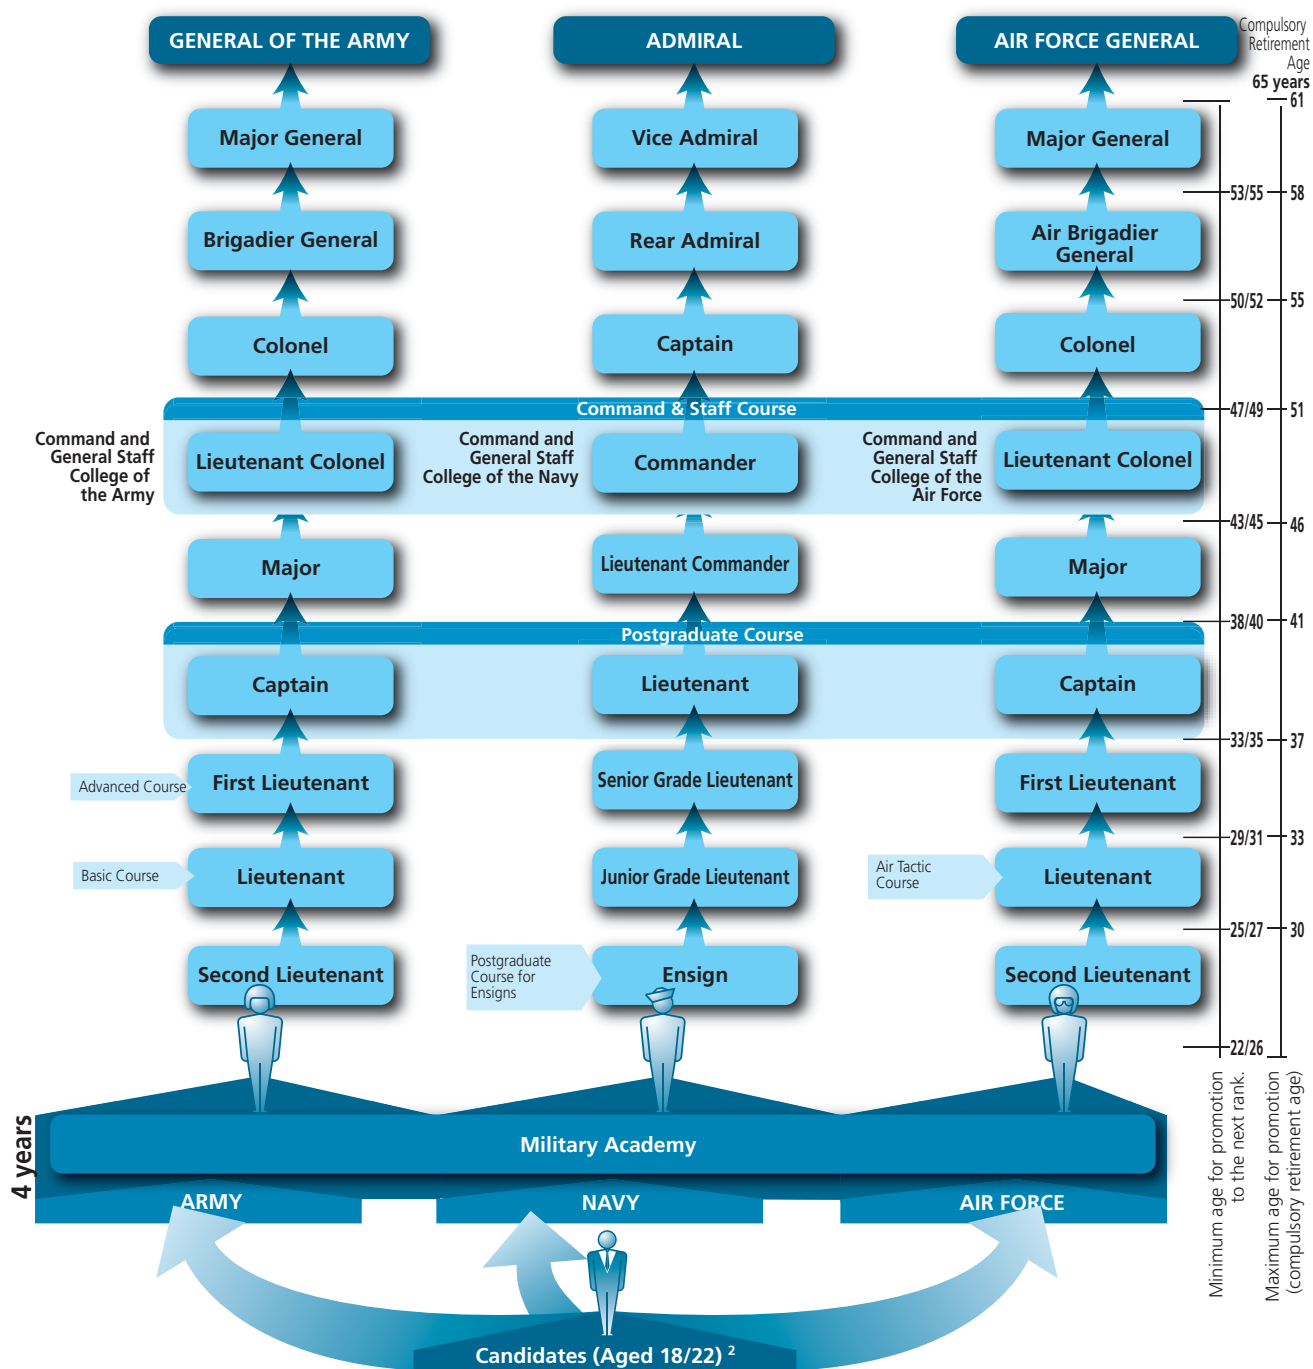 GENERAL OF THE ARMY
ADMIRAL
AIR FORCE GENERAL
Compulsory
Retirement
Age
65 years
61
Major General
Vice Admiral
Major General
53/55
58
Brigadier General
Rear Admiral
Air Brigadier
General
50/52
55
Colonel
Captain
Colonel
Command & Staff Course
47/49
51
Command and
General Staff
College of
the Army
Lieutenant Colonel
Command and
General Staff
College of the Navy
Commander
Command and
General Staff
College of the
Air Force
Lieutenant Colonel
43/45
46
Major
Lieutenant Commander
Major
38/40
41
Postgraduate Course
Captain
Lieutenant
Captain
33/35
37
Advanced Course
First Lieutenant
Senior Grade Lieutenant
First Lieutenant
29/31
33
Basic Course
Lieutenant
Junior Grade Lieutenant
Air Tactic
Course
Lieutenant
25/27
30
Second Lieutenant
Postgraduate
Course for
Ensigns
Ensign
Second Lieutenant
22/26
Minimum age for promotion
to the next rank.
Maximum age for promotion
(compulsory retirement age)
4 years
Military Academy
ARMY
NAVY
AIR FORCE
Candidates (Aged 18/22) 2